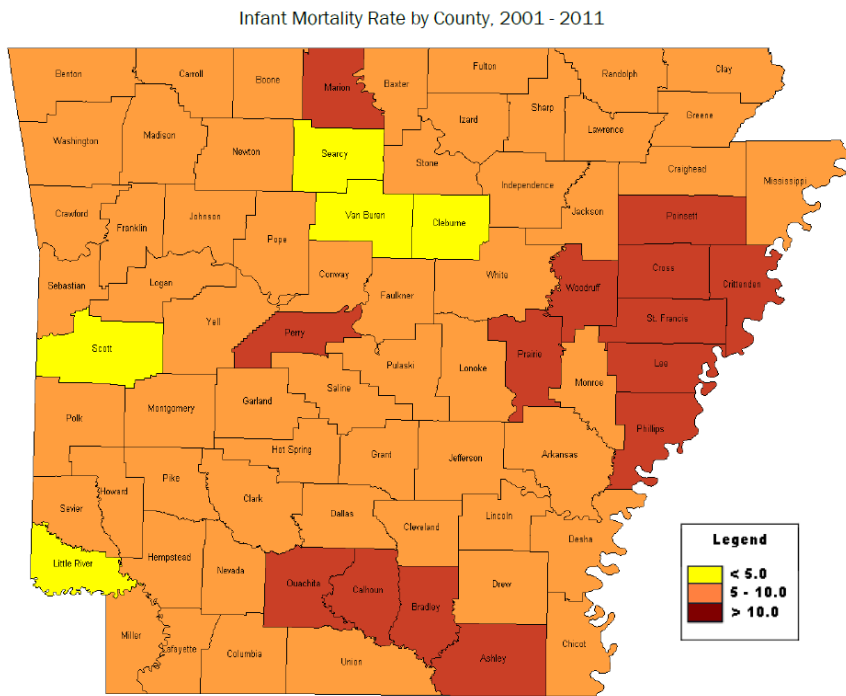 Infant Mortality Rate by County, 2001 - 2011
Benton
Carroll
Boone
Marion
Baxter
Fulton
Randolph
Clay
Washington
Madison
Newton
Searcy
Stone
Izard
Sharp
Lawrence
Greene
Craighead
Mississippi
Crawford
Franklin
Johnson
Pope
Van Buren
Cleburne
Independence
Jackson
Poinsett
Sebastian
Logan
Conway
Faulkner
White
Woodruff
Cross
Crittenden
Scott
Yell
Perry
Pulaski
Lonoke
Prairie
St. Francis
Lee
Monroe
Polk
Montgomery
Garland
Saline
Phillips
Hot Spring
Grant
Jefferson
Arkansas
Sevier
Howard
Pike
Clark
Dallas
Cleveland
Lincoln
Desha
Little River
Hempstead
Nevada
Ouachita
Calhoun
Bradley
Drew
Miller
Lafayette
Columbia
Union
Ashley
Chicot
Legend
< 5.0
5 - 10.0
> 10.0